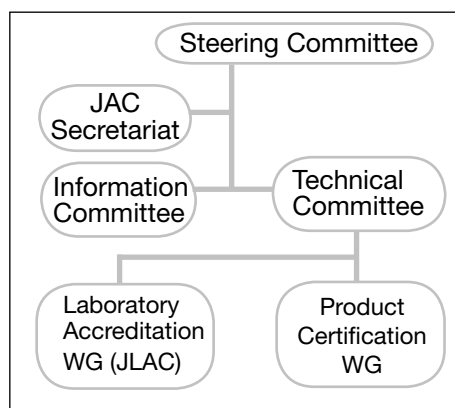 Steering Committee
JAC
Secretariat
Information
Committee
Technical
Committee
Laboratory
Accreditation
WG (JLAC)
Product
Certification
WG